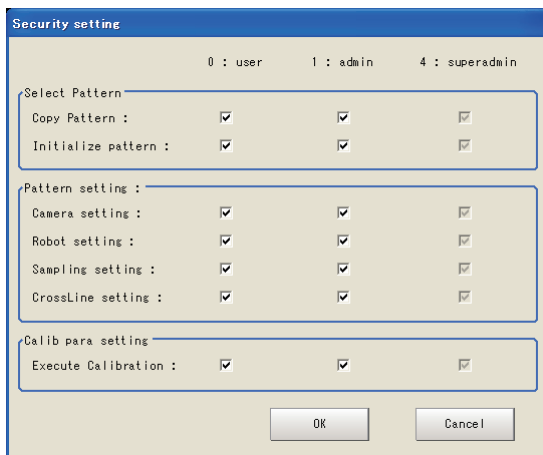 Security setting
0 : user 1 : admin 4 : superadmin
Select Pattern
Copy Pattern :
Initialize pattern :
Pattern setting :
Camera setting :
Robot setting :
Sampling setting :
CrossLine setting :
Calib para setting
Execute Calibration :
OK Cancel